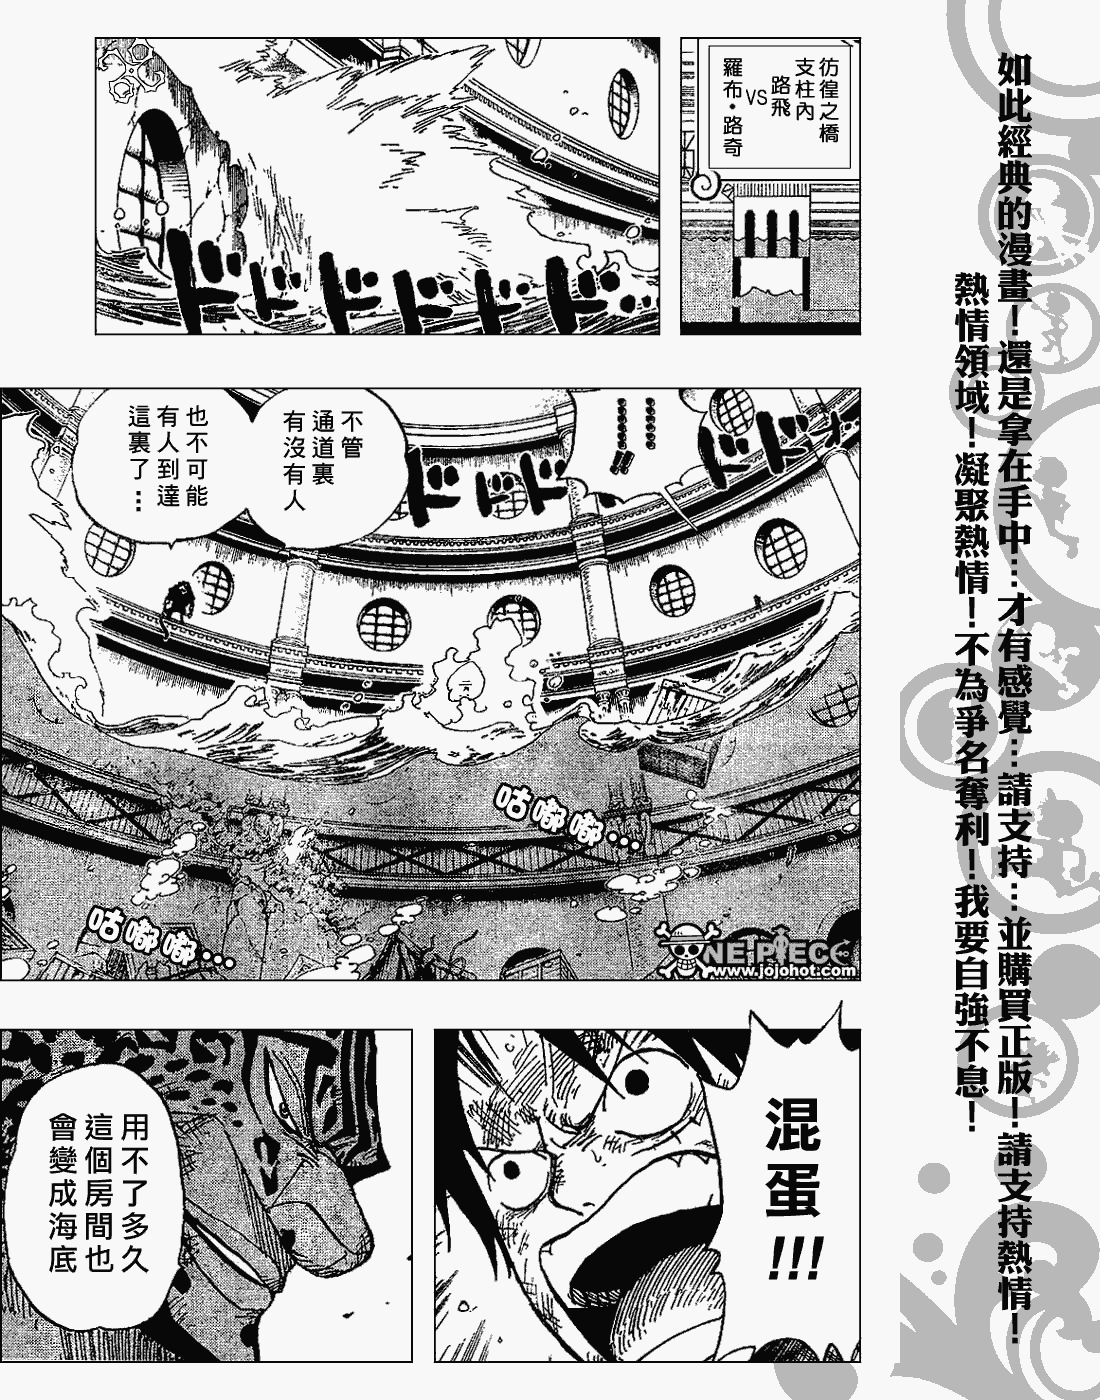 如此經典的漫畫！還是拿在手中…才有感覺…請支持…並購買正版！請支持熱情！
熱情領域！凝聚熱情！不為爭名奪利！我要自強不息！
彷徨之橋
支柱內
路飛
VS
羅布・路奇
ドドドドドド
…………!!
ドドドド
不管
通道裏
有沒有人
也不可能
有人到達
這裏了…
咕嘟嘟…
咕嘟嘟…
ONE PIECE
www.jojohot.com
混蛋!!!
用不了多久
這個房間也
會變成海底